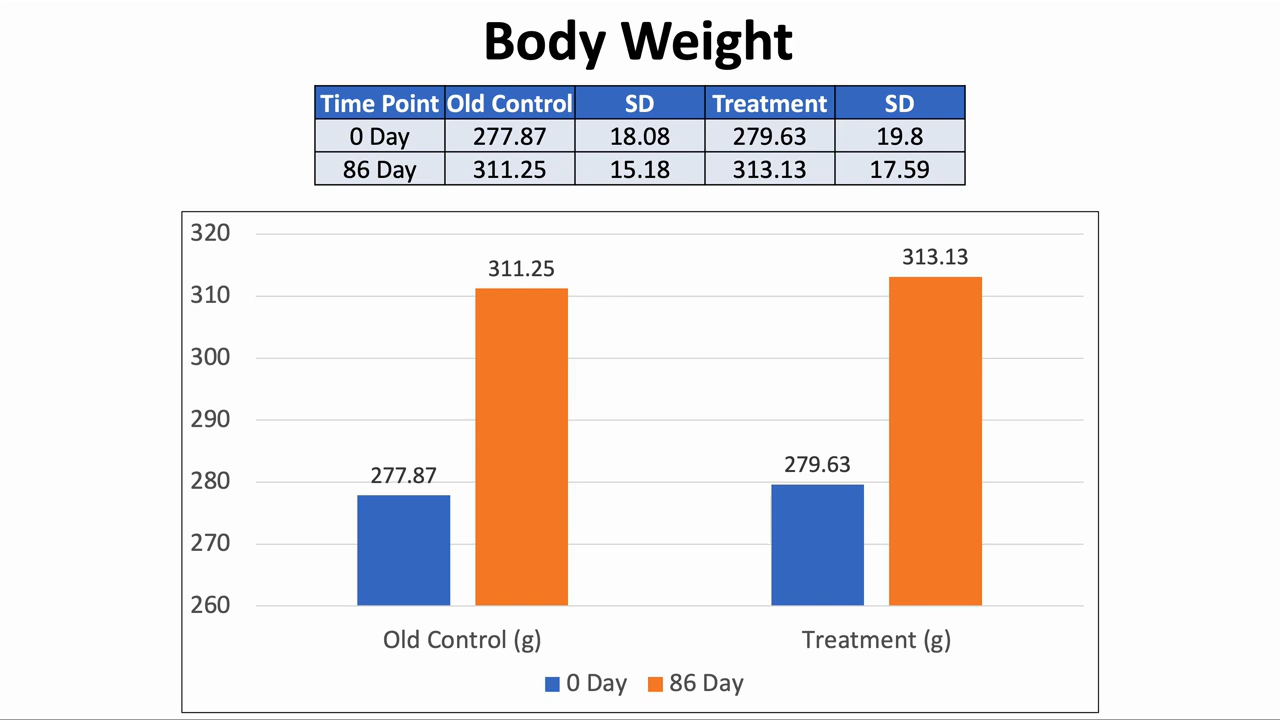 Body Weight
Time Point Old Control SD Treatment SD
0 Day 277.87 18.08 279.63 19.8
86 Day 311.25 15.18 313.13 17.59
320
313.13
311.25
310
300
290
277.87
279.63
280
270
260
Old Control (g) Treatment (g)
0 Day 86 Day